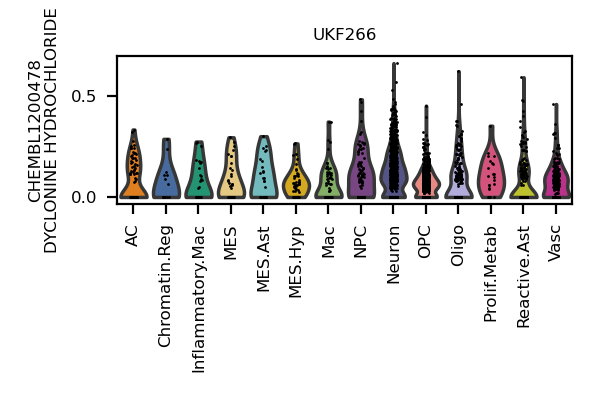 UKF266
CHEMBL1200478
DYCLONINE HYDROCHLORIDE
0.5
0.0
AC
Chromatin.Reg
Inflammatory.Mac
MES
MES.Ast
MES.Hyp
Mac
NPC
Neuron
OPC
Oligo
Prolif.Metab
Reactive.Ast
Vasc